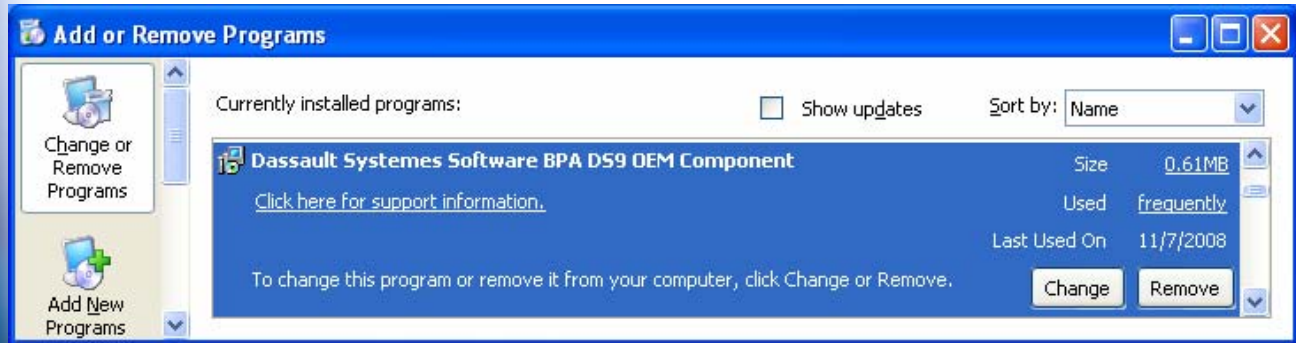 Add or Remove Programs
Change or
Remove
Programs
Add New
Programs
Currently installed programs:
Show updates
Sort by: Name
Dassault Systemes Software BPA DS9 OEM Component
Size 0.61MB
Click here for support information.
Used frequently
Last Used On 11/7/2008
To change this program or remove it from your computer, click Change or Remove.
Change Remove